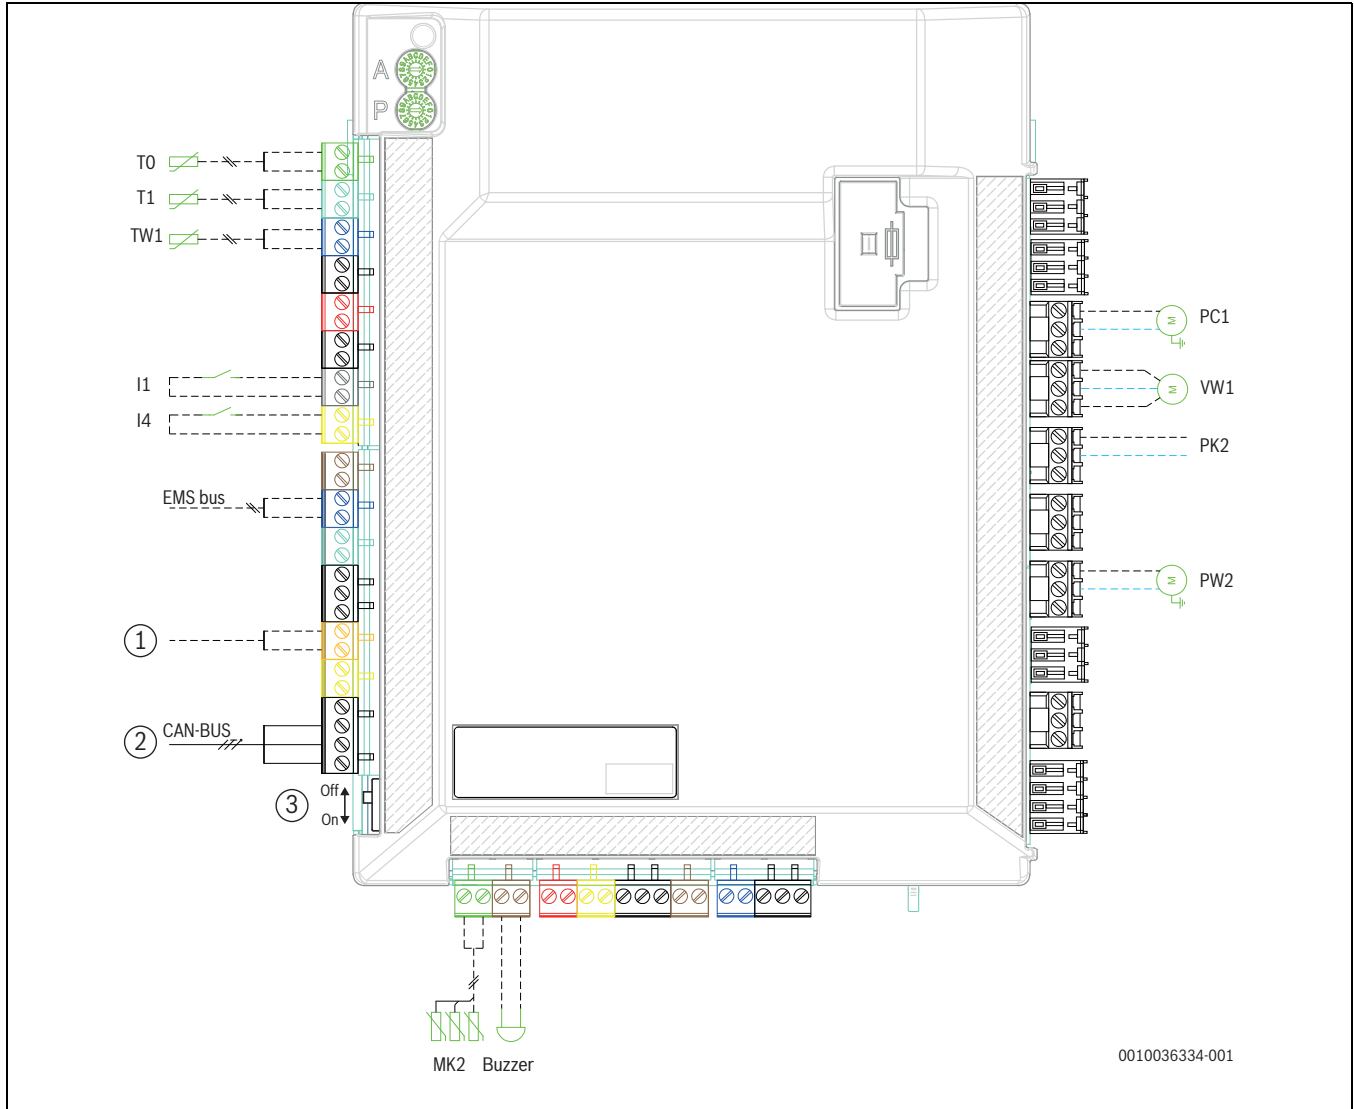 A
P
T0
T1
TW1
I1
I4
EMS bus
1
2 CAN-BUS
3 Off
On
PC1
M
VW1
M
PK2
PW2
M
MK2 Buzzer
0010036334-001